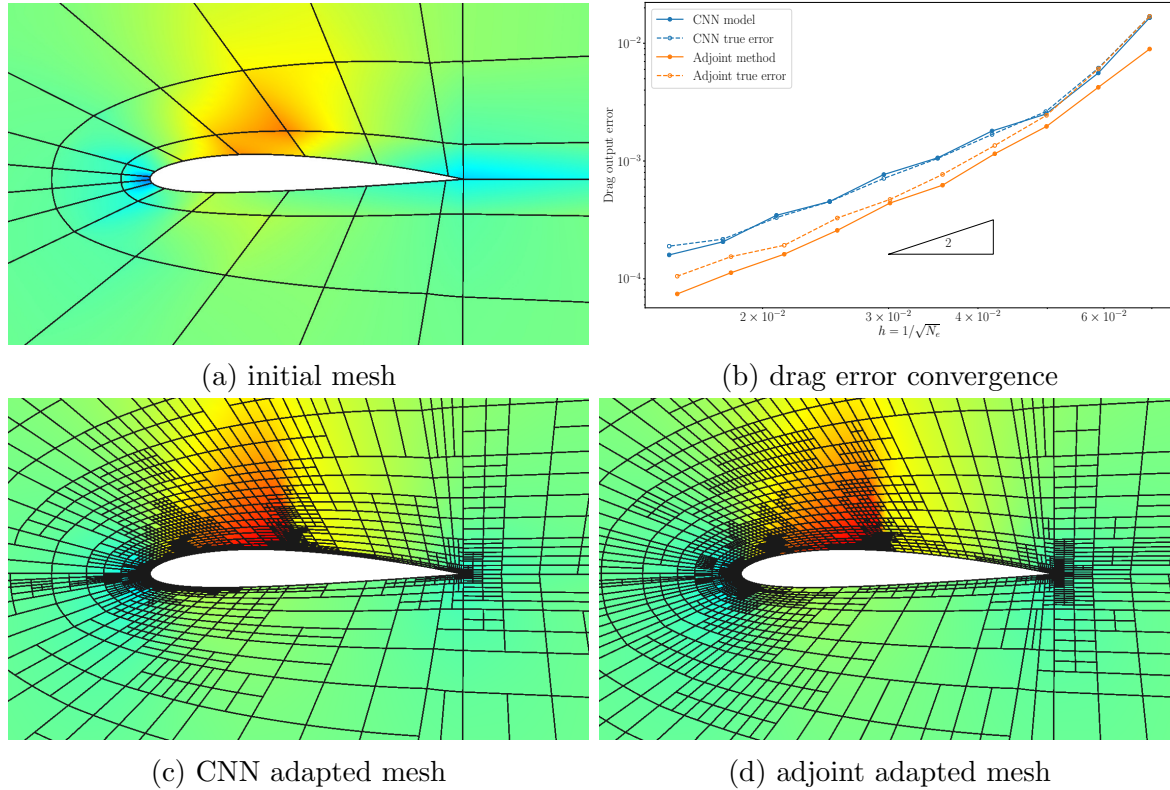 CNN model
CNN true error
Adjoint method
Adjoint true error
10⁻²
10⁻³
10⁻⁴
Drag output error
2
2 × 10⁻²
3 × 10⁻²
4 × 10⁻²
6 × 10⁻²
h = 1/√Nₑ
(a) initial mesh
(b) drag error convergence
(c) CNN adapted mesh
(d) adjoint adapted mesh